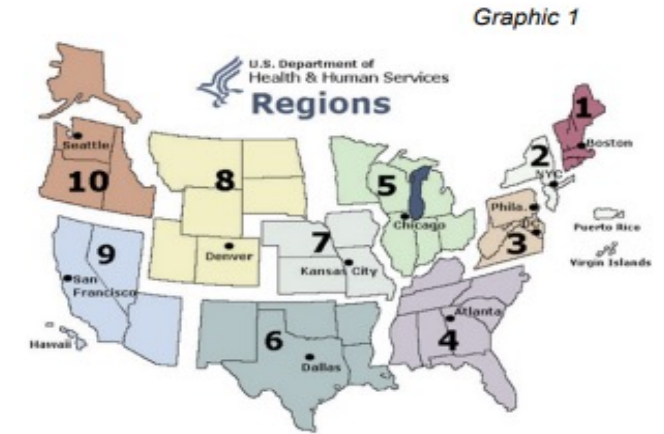 Graphic 1
U.S. Department of
Health & Human Services
Regions
1
Seattle
Boston
2
NYC
10
8
5
Phila.
Chicago
DC
3
Puerto Rico
7
9
Denver
Kansas City
Virgin Islands
San
Francisco
Atlanta
6
4
Hawaii
Dallas